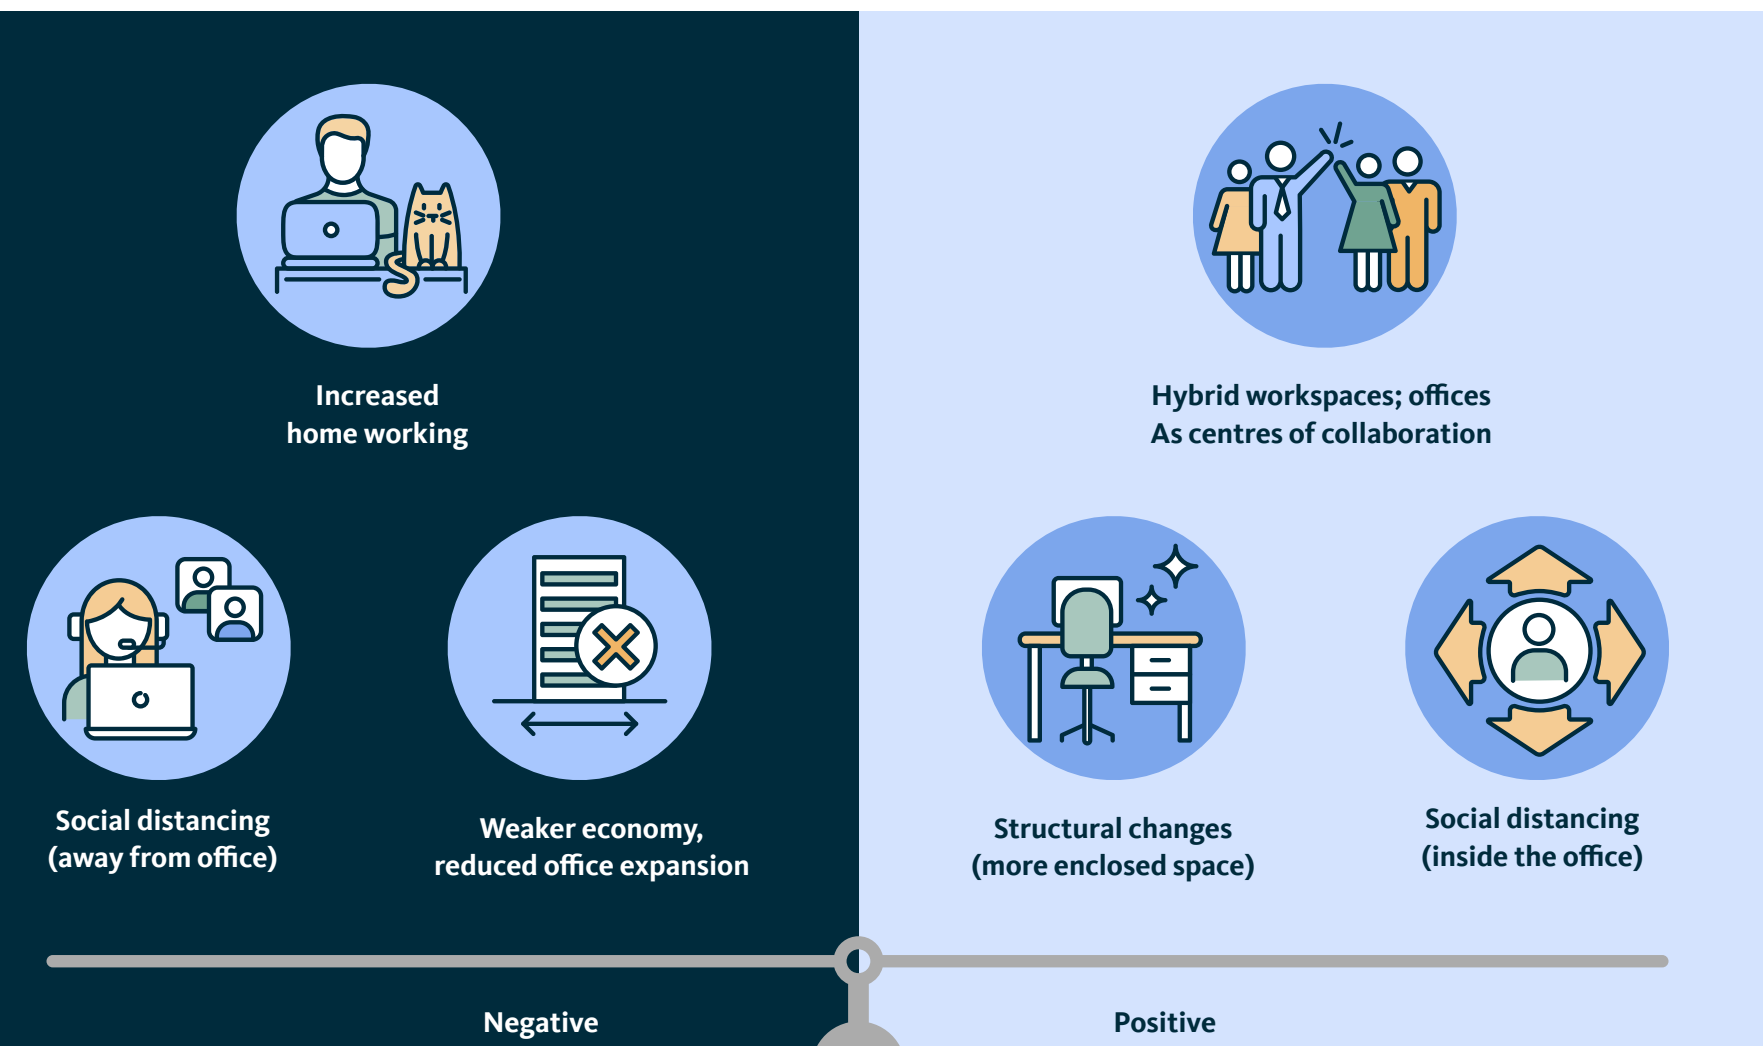 Increased
home working
Social distancing
(away from office)
Weaker economy,
reduced office expansion
Negative
Hybrid workspaces; offices
As centres of collaboration
Structural changes
(more enclosed space)
Social distancing
(inside the office)
Positive